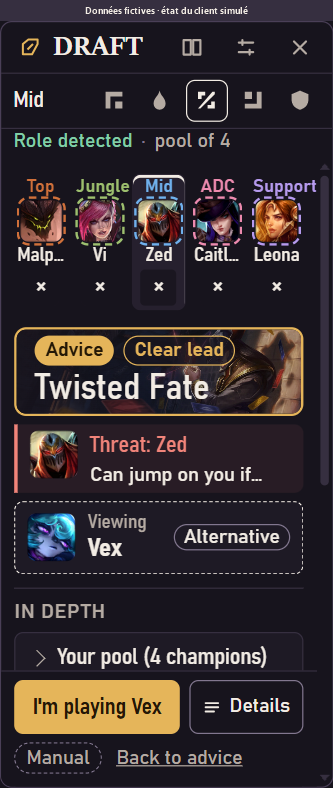 Données fictives · état du client simulé
DRAFT
Mid
Role detected · pool of 4
Top Jungle Mid ADC Support
Malp... Vi Zed Caitl... Leona
× × × × ×
Advice Clear lead
Twisted Fate
Threat: Zed
Can jump on you if...
Viewing
Vex
Alternative
IN DEPTH
Your pool (4 champions)
I'm playing Vex
Details
Manual Back to advice